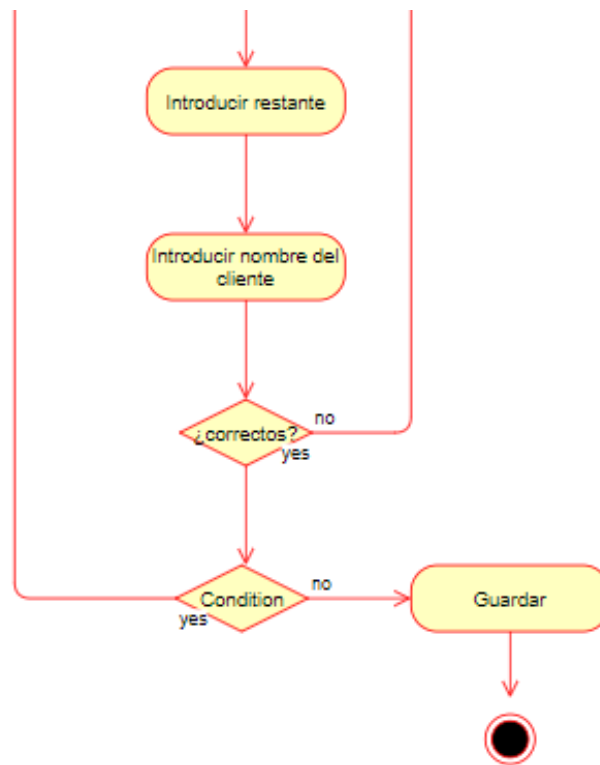 Introducir restante
Introducir nombre del
cliente
no
¿correctos?
yes
no
Condition
Guardar
yes